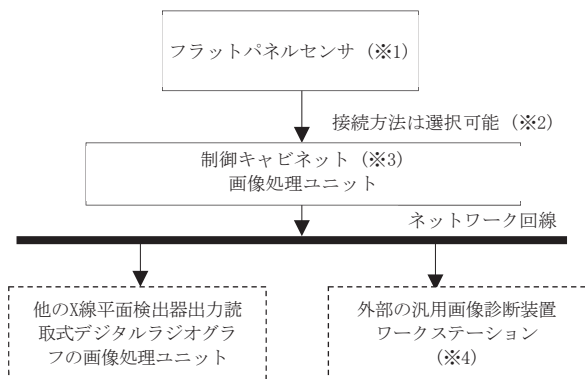 フラットパネルセンサ (※1)
接続方法は選択可能 (※2)
制御キャビネット (※3)
画像処理ユニット
ネットワーク回線
他のX線平面検出器出力読
取式デジタルラジオグラ
フの画像処理ユニット
外部の汎用画像診断装置
ワークステーション
(※4)